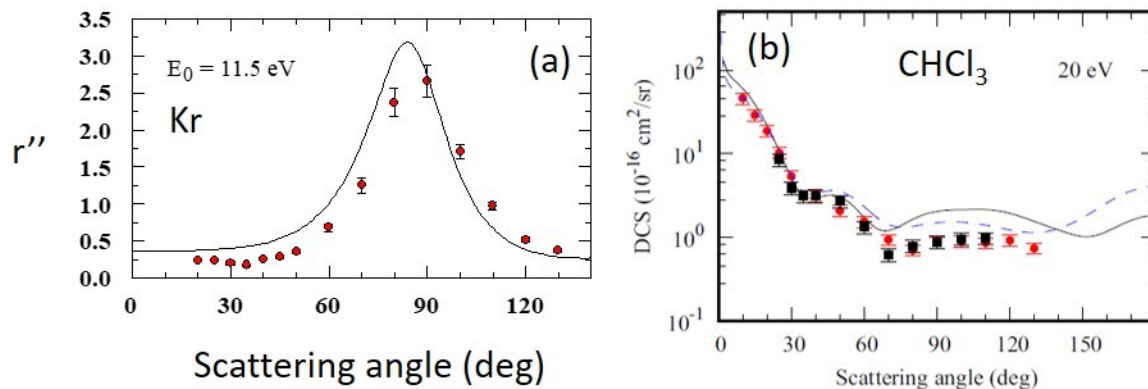 3.5
3.0
2.5
2.0
1.5
1.0
0.5
0.0
r’’
E₀ = 11.5 eV
Kr
(a)
0 30 60 90 120
Scattering angle (deg)
(b)
CHCl₃
20 eV
10²
10¹
10⁰
10⁻¹
DCS (10⁻¹⁶ cm²/sr)
0 30 60 90 120 150
Scattering angle (deg)